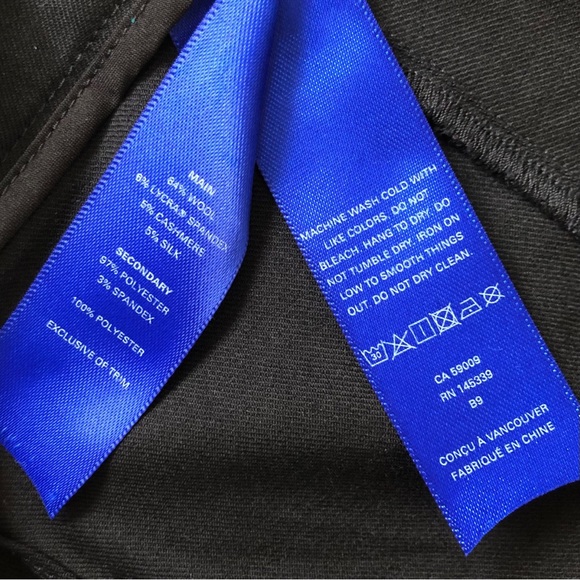 MAIN
64% WOOL
6% LYCRA® SPANDEX
5% CASHMERE
5% SILK
SECONDARY
97% POLYESTER
3% SPANDEX
100% POLYESTER
EXCLUSIVE OF TRIM
MACHINE WASH COLD WITH
LIKE COLORS. DO NOT
BLEACH. HANG TO DRY. DO
NOT TUMBLE DRY. IRON ON
LOW TO SMOOTH THINGS
OUT. DO NOT DRY CLEAN.
30
CA 59009
RN 145339
B9
CONÇU À VANCOUVER
FABRIQUÉ EN CHINE